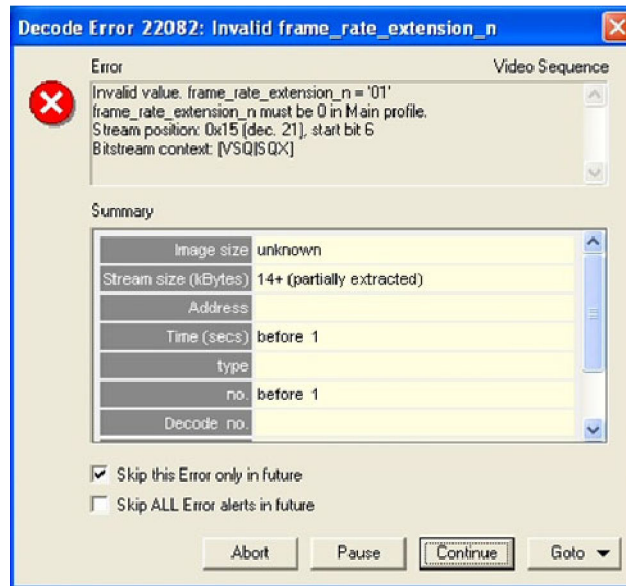 Decode Error 22082: Invalid frame_rate_extension_n
Error Video Sequence
Invalid value. frame_rate_extension_n = '01'
frame_rate_extension_n must be 0 in Main profile.
Stream position: 0x15 [dec. 21], start bit 6
Bitstream context: [VSQ|SQX]
Summary
Image size unknown
Stream size (kBytes) 14+ (partially extracted)
Address
Time (secs) before 1
type
no. before 1
Decode no.
Skip this Error only in future
Skip ALL Error alerts in future
Abort Pause Continue Goto